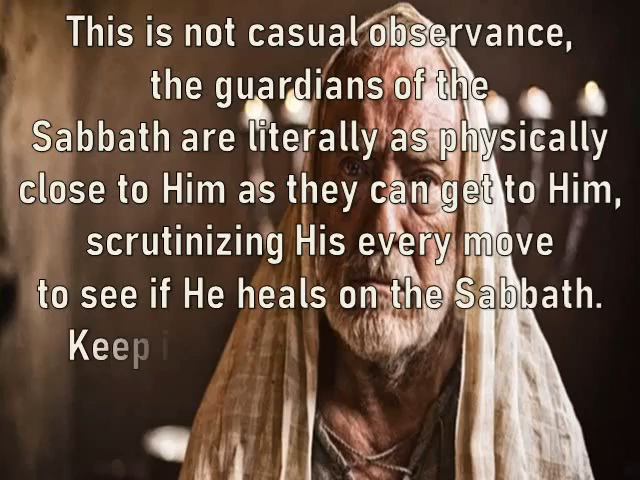 This is not casual observance,
the guardians of the
Sabbath are literally as physically
close to Him as they can get to Him,
scrutinizing His every move
to see if He heals on the Sabbath.
Keep